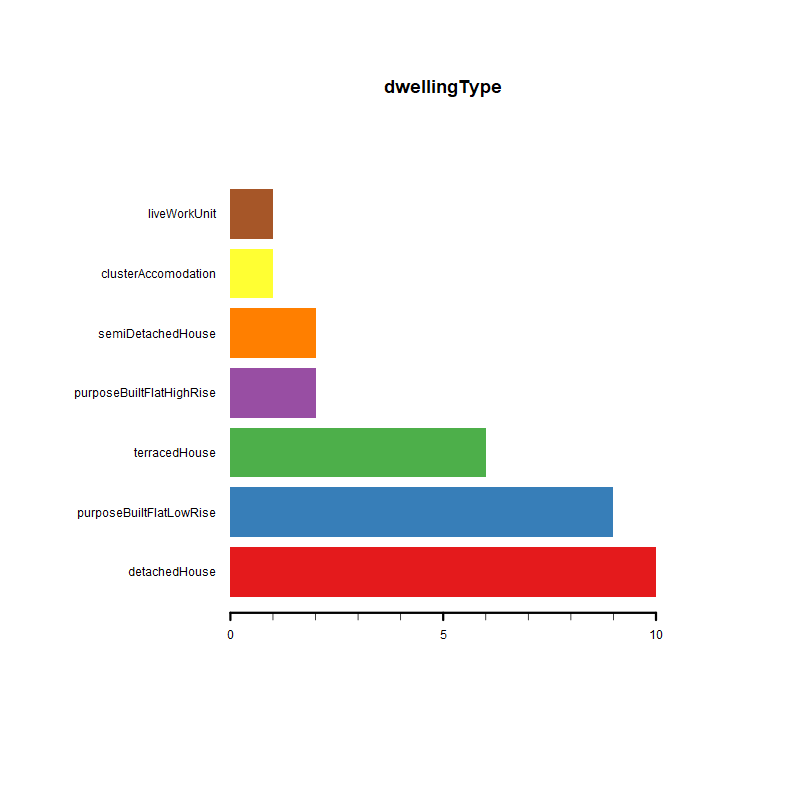 dwellingType
liveWorkUnit
clusterAccomodation
semiDetachedHouse
purposeBuiltFlatHighRise
terracedHouse
purposeBuiltFlatLowRise
detachedHouse
0 5 10